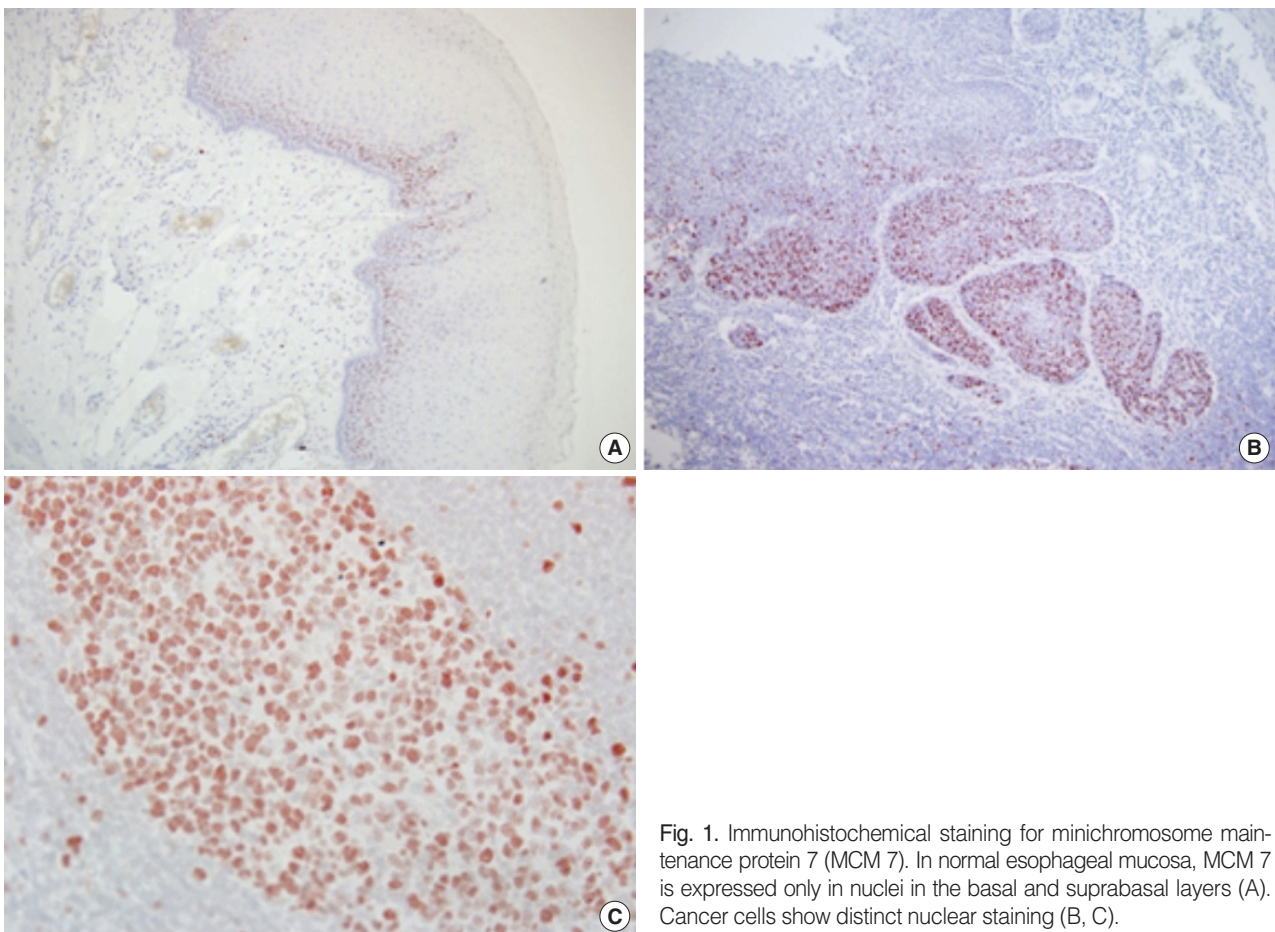 A
B
C
Fig. 1. Immunohistochemical staining for minichromosome main-
tenance protein 7 (MCM 7). In normal esophageal mucosa, MCM 7
is expressed only in nuclei in the basal and suprabasal layers (A).
Cancer cells show distinct nuclear staining (B, C).